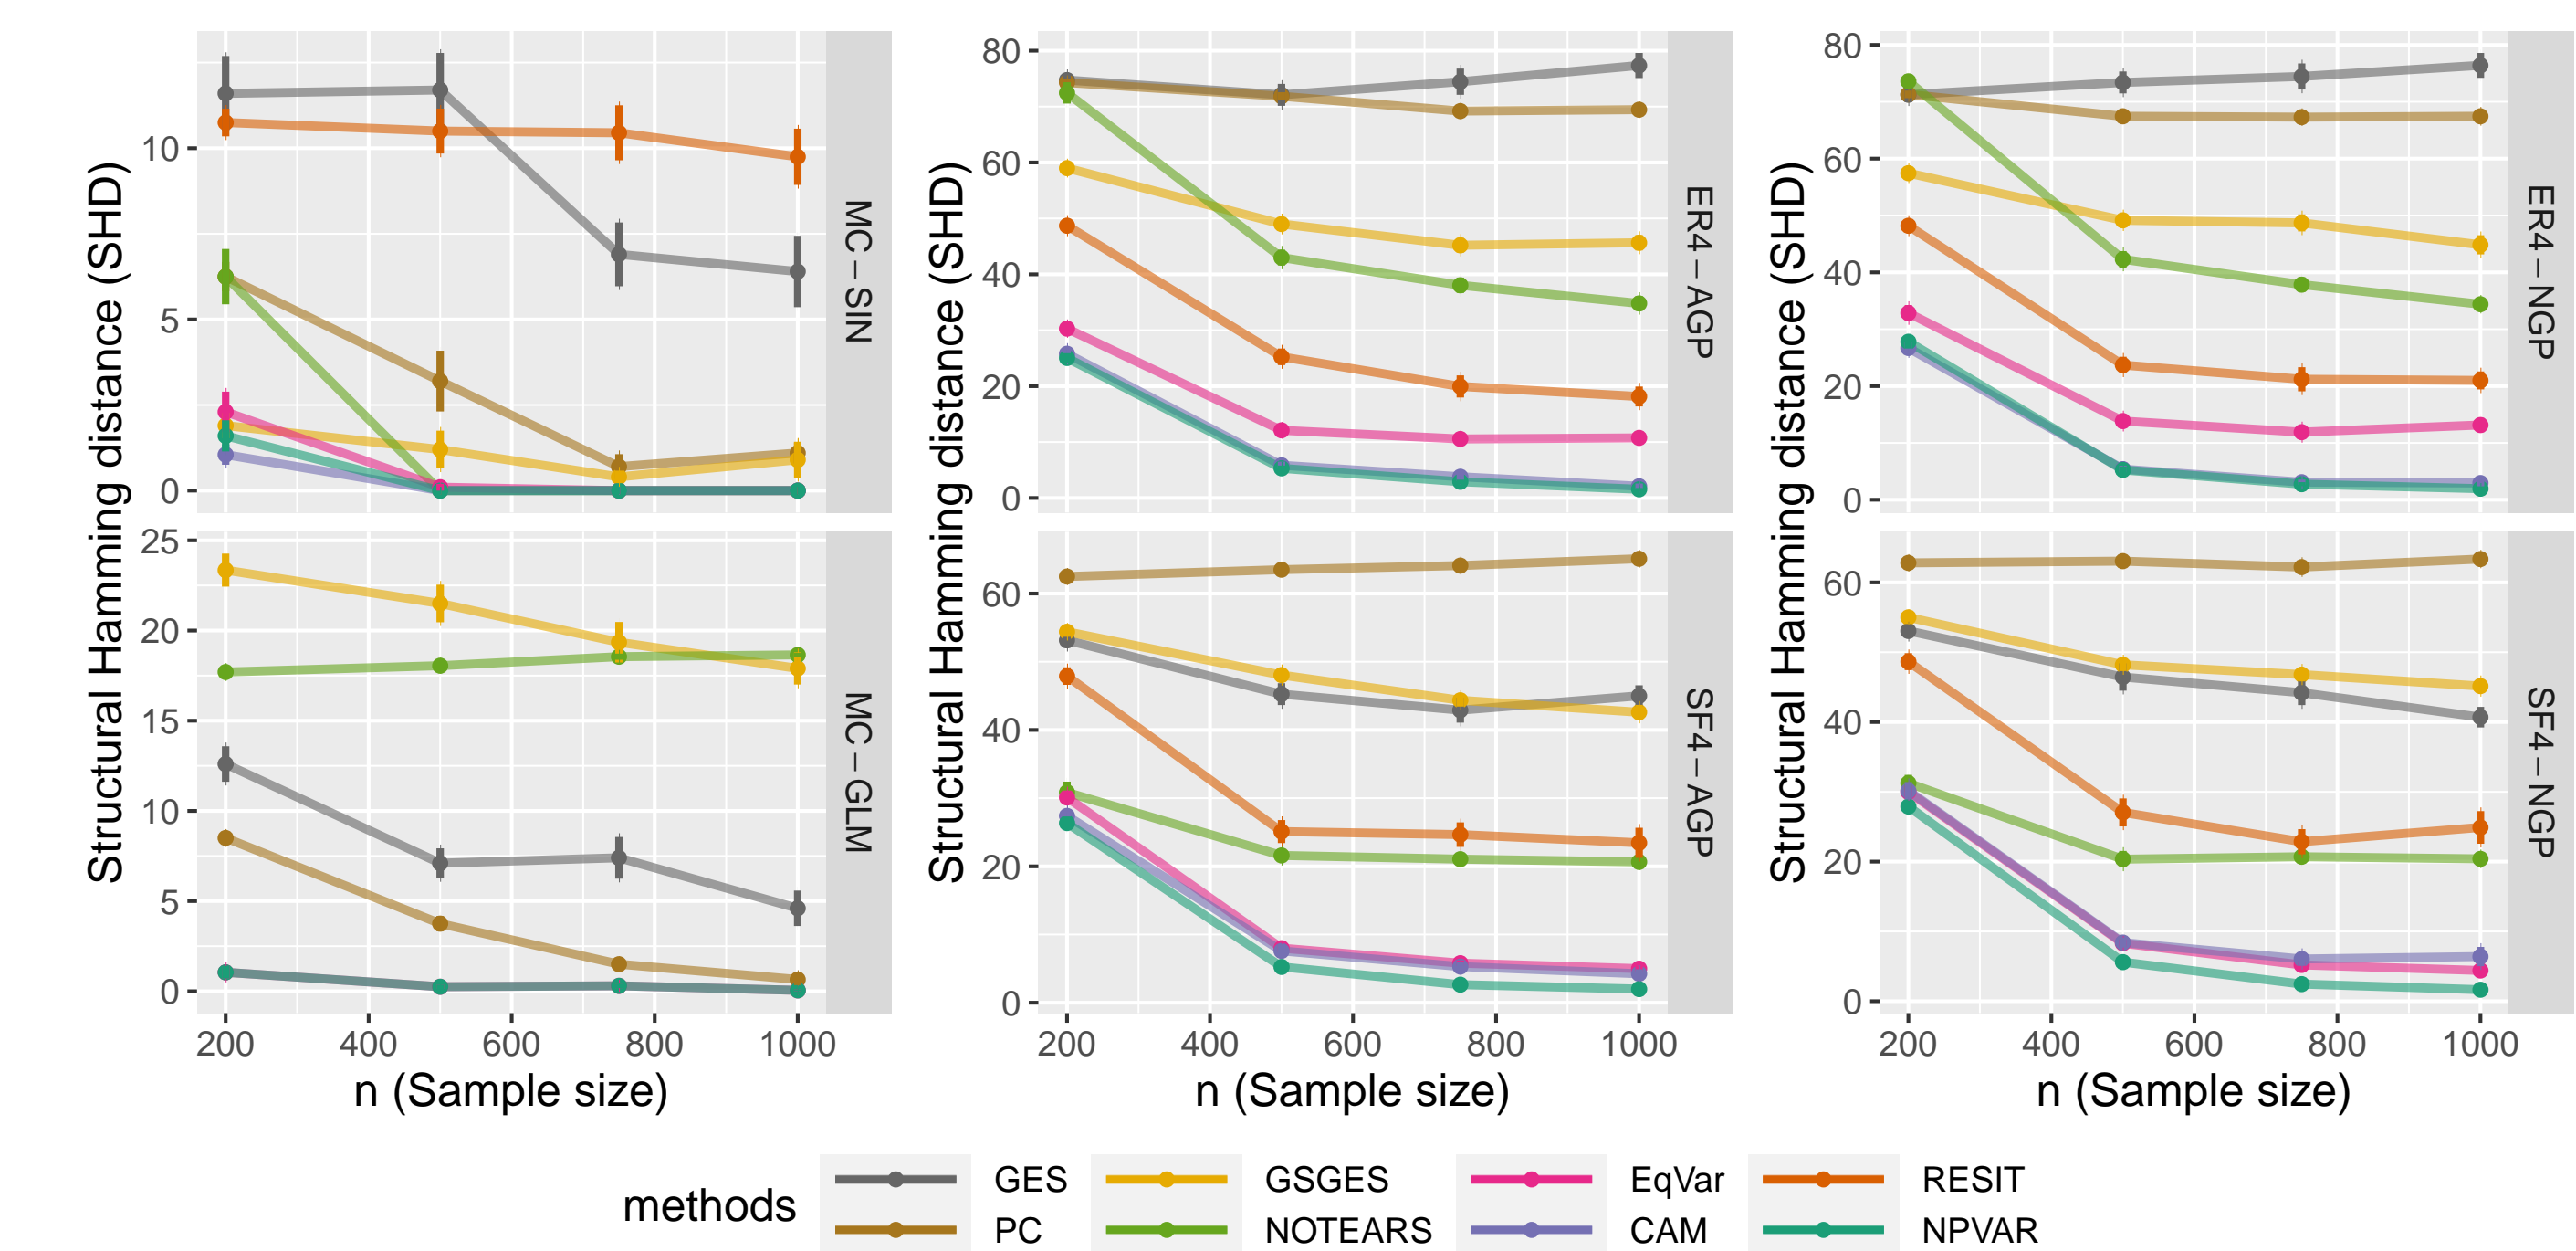 Structural Hamming distance (SHD)
10
5
0
MC−SIN
25
20
15
10
5
0
MC−GLM
200 400 600 800 1000
n (Sample size)
Structural Hamming distance (SHD)
80
60
40
20
0
ER4−AGP
60
40
20
0
SF4−AGP
200 400 600 800 1000
n (Sample size)
Structural Hamming distance (SHD)
80
60
40
20
0
ER4−NGP
60
40
20
0
SF4−NGP
200 400 600 800 1000
n (Sample size)
methods
GES GSGES EqVar RESIT
PC NOTEARS CAM NPVAR